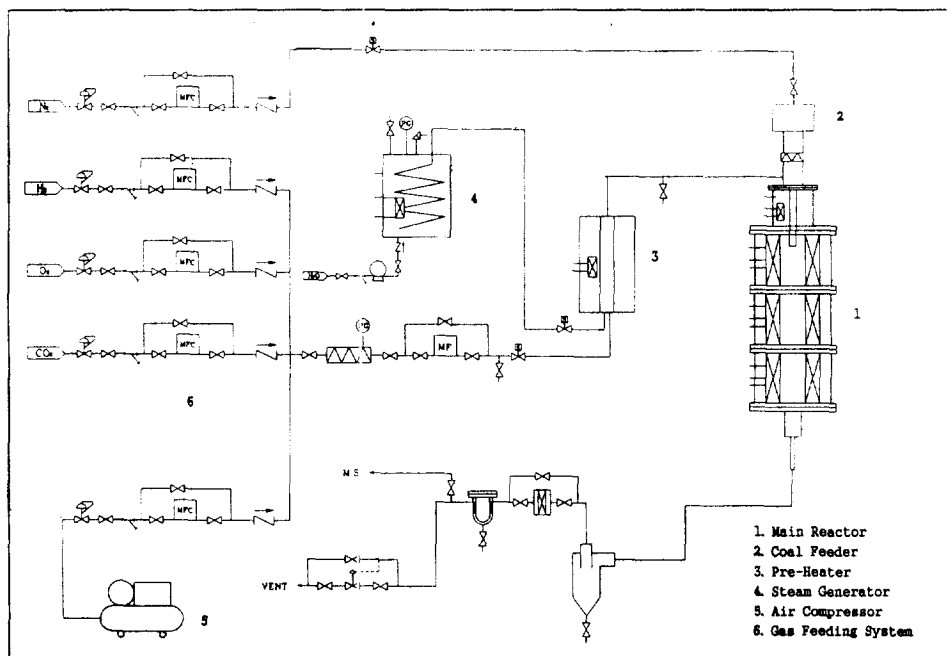 N₂
MFC
2
PC
H₂
MFC
4
3
O₂
MFC
H₂O
1
PG
CO₂
MFC
MF
6
M S
MFC
VENT
5
1. Main Reactor
2. Coal Feeder
3. Pre-Heater
4. Steam Generator
5. Air Compressor
6. Gas Feeding System